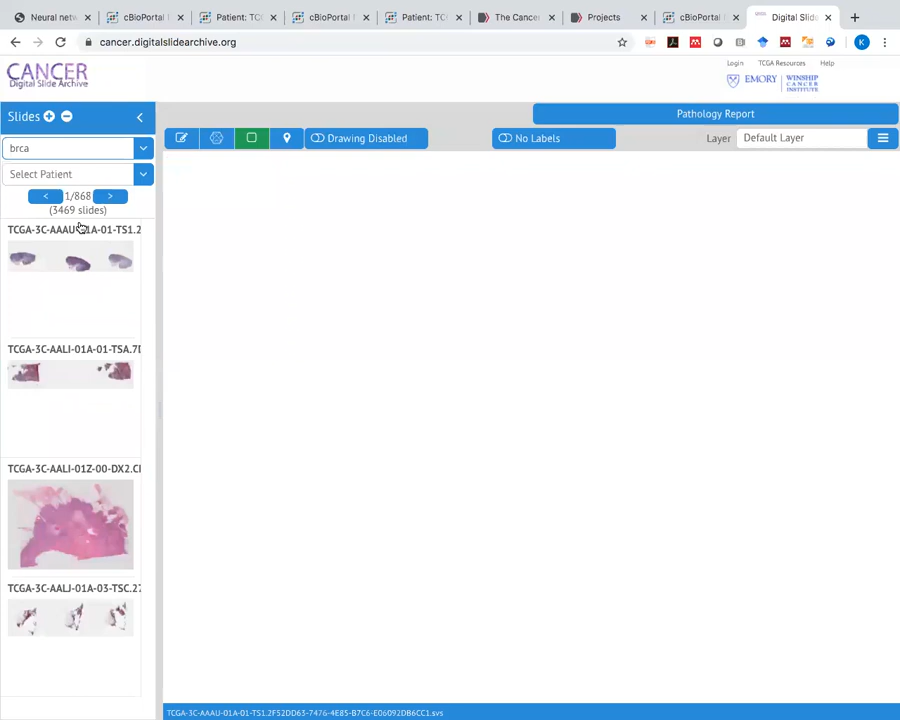 Neural netw
cBioPortal
Patient: TC
cBioPortal
Patient: TC
The Cancer
Projects
cBioPortal
Digital Slide
cancer.digitalslidearchive.org
K
CANCER
Digital Slide Archive
Login
TCGA Resources
Help
EMORY
WINSHIP
CANCER
INSTITUTE
Slides
Pathology Report
brca
Drawing Disabled
No Labels
Layer
Default Layer
Select Patient
<
1/868
>
(3469 slides)
TCGA-3C-AAAU-01A-01-TS1.2
TCGA-3C-AALI-01A-01-TSA.7D
TCGA-3C-AALI-01Z-00-DX2.CI
TCGA-3C-AALJ-01A-03-TSC.27
TCGA-3C-AAAU-01A-01-TS1.2F52DD63-7476-4E85-B7C6-E06092DB6CC1.svs